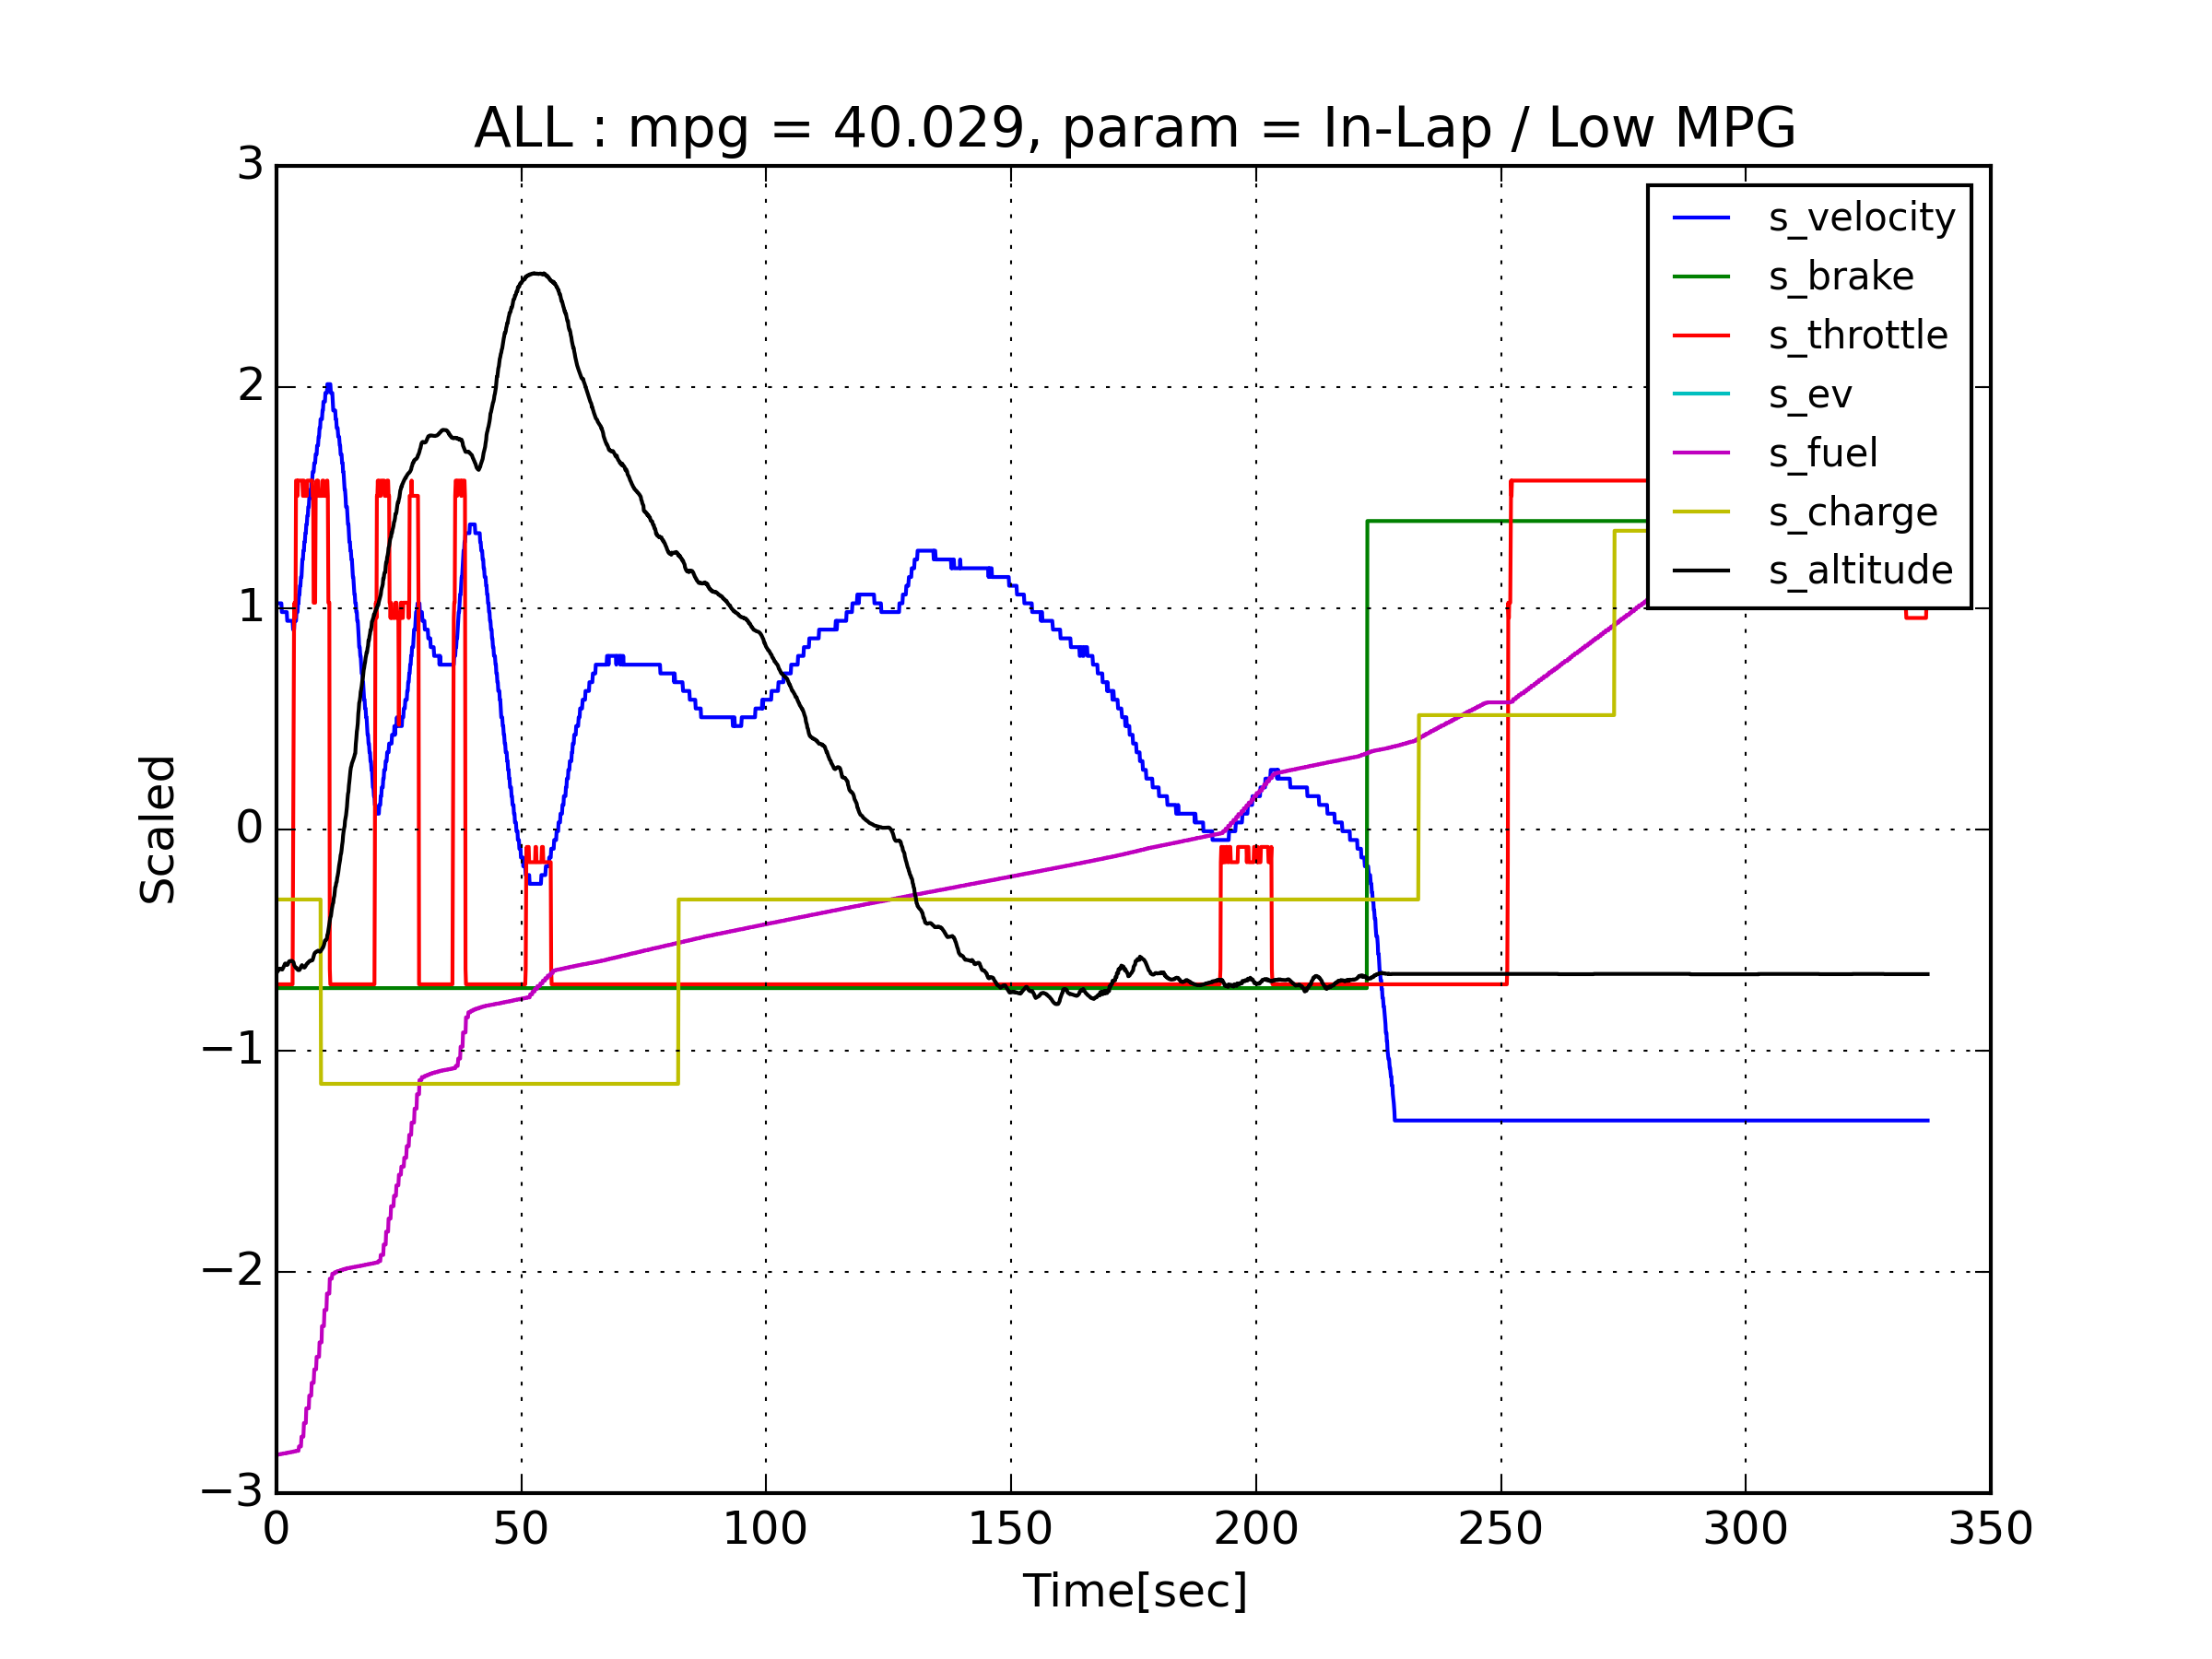 ALL : mpg = 40.029, param = In-Lap / Low MPG
3
2
1
0
−1
−2
−3
Scaled
s_velocity
s_brake
s_throttle
s_ev
s_fuel
s_charge
s_altitude
0 50 100 150 200 250 300 350
Time[sec]